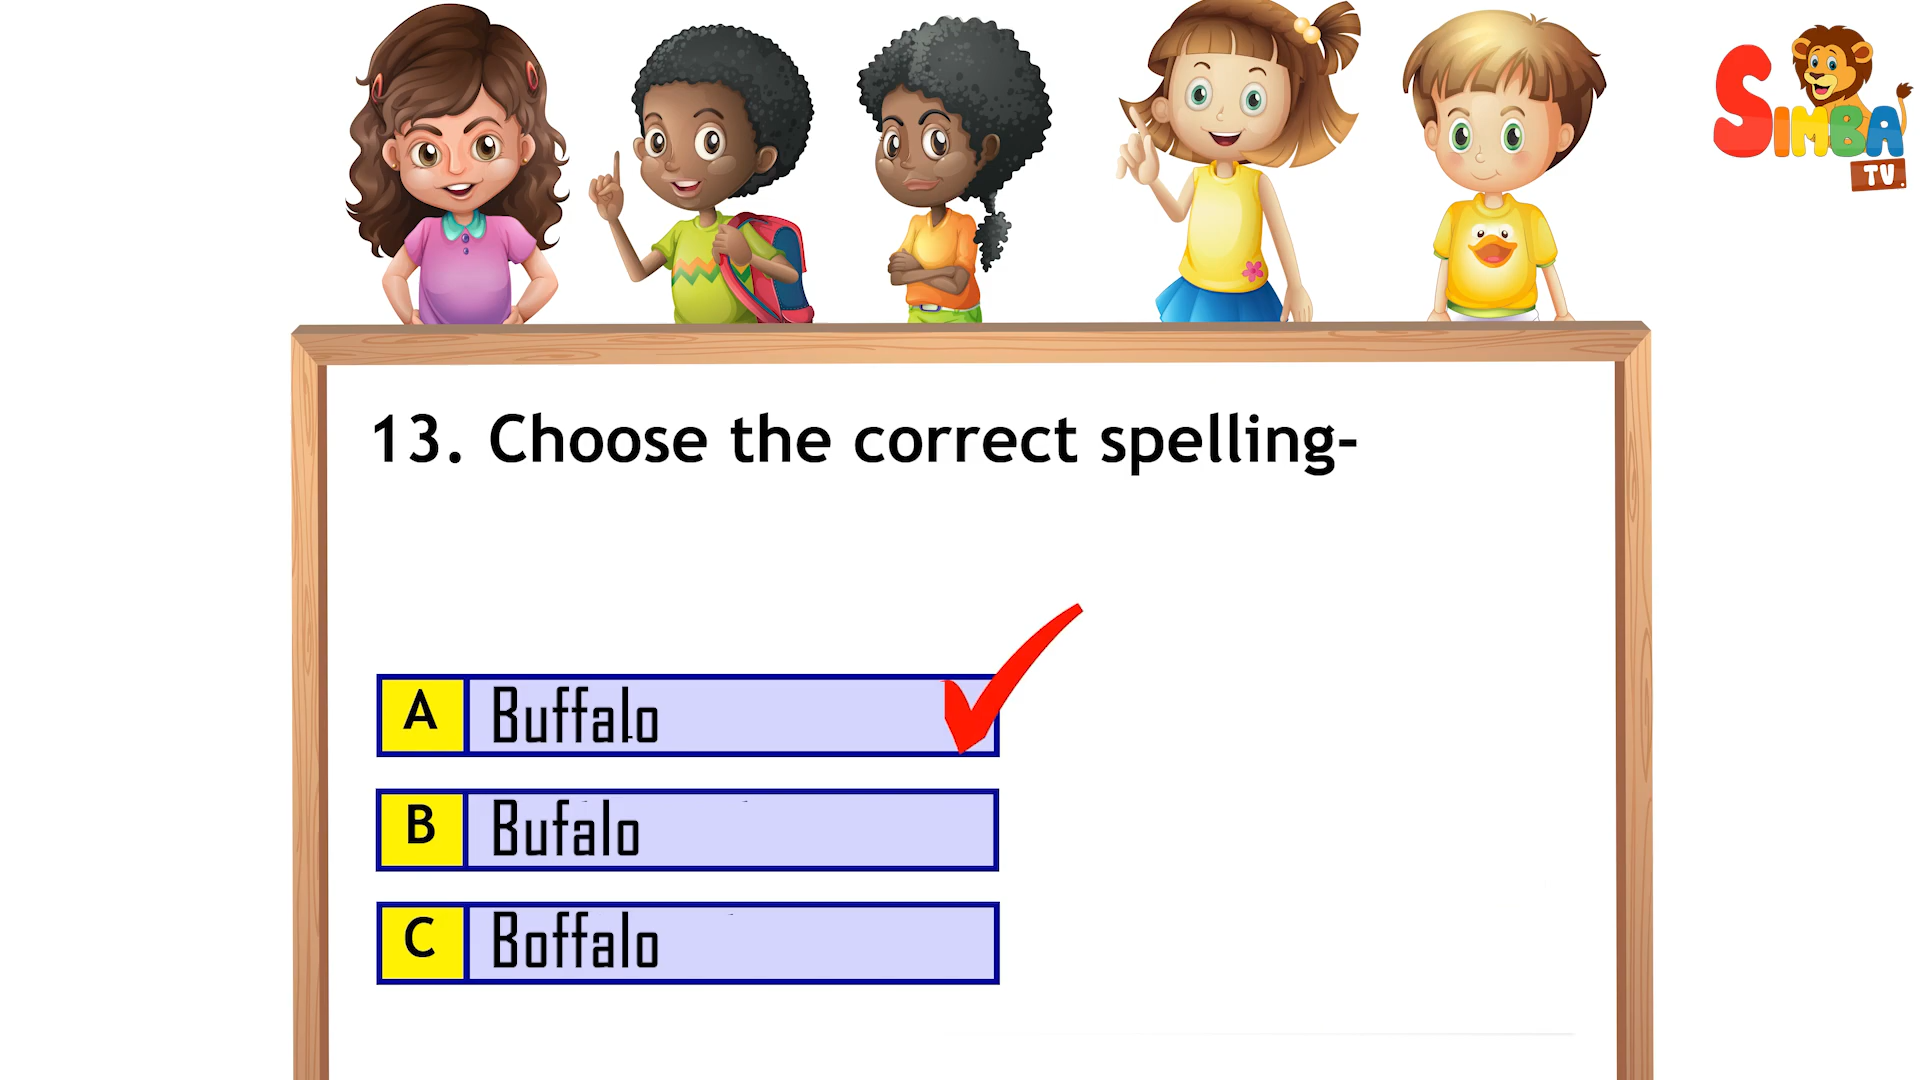 SIMBA
TV
13. Choose the correct spelling-
A Buffalo
B Bufalo
C Boffalo